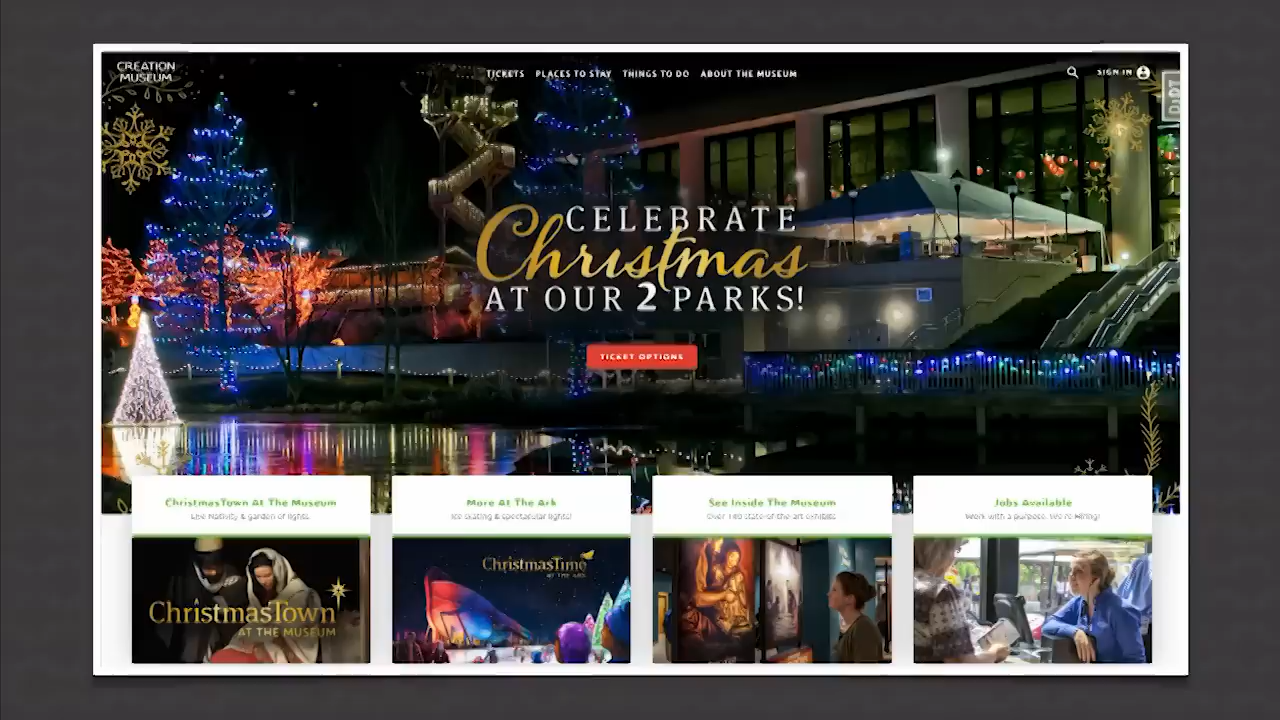 CREATION
MUSEUM
TICKETS PLACES TO STAY THINGS TO DO ABOUT THE MUSEUM
SIGN IN
CELEBRATE
Christmas
AT OUR 2 PARKS!
TICKET OPTIONS
ChristmasTown At The Museum
Live Nativity & garden of lights.
More At The Ark
Ice skating & spectacular lights!
See Inside The Museum
Over 140 state-of-the-art exhibits
Jobs Available
Work with a purpose. We're Hiring!
ChristmasTown
AT THE MUSEUM
ChristmasTime
AT THE ARK